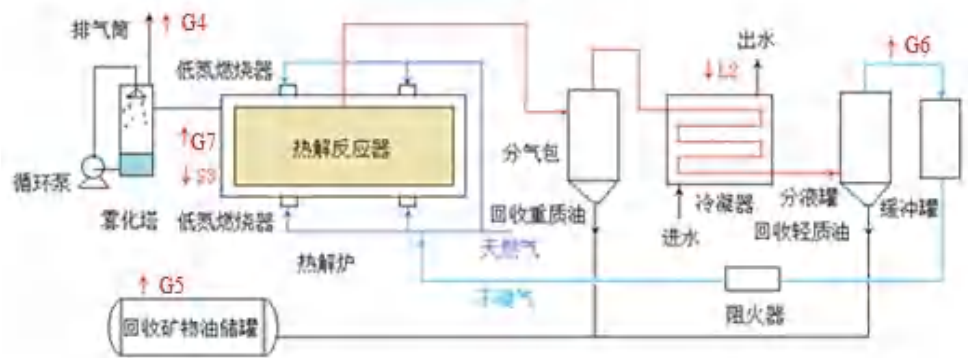 排气筒
↑ G4
低氮燃烧器
出水
↑ G6
↓ L2
↑ G7
↓ S3
热解反应器
分气包
循环泵
雾化塔
低氮燃烧器
回收重质油
冷凝器
分液罐
缓冲罐
进水
回收轻质油
天然气
热解炉
不凝气
阻火器
↑ G5
回收矿物油储罐